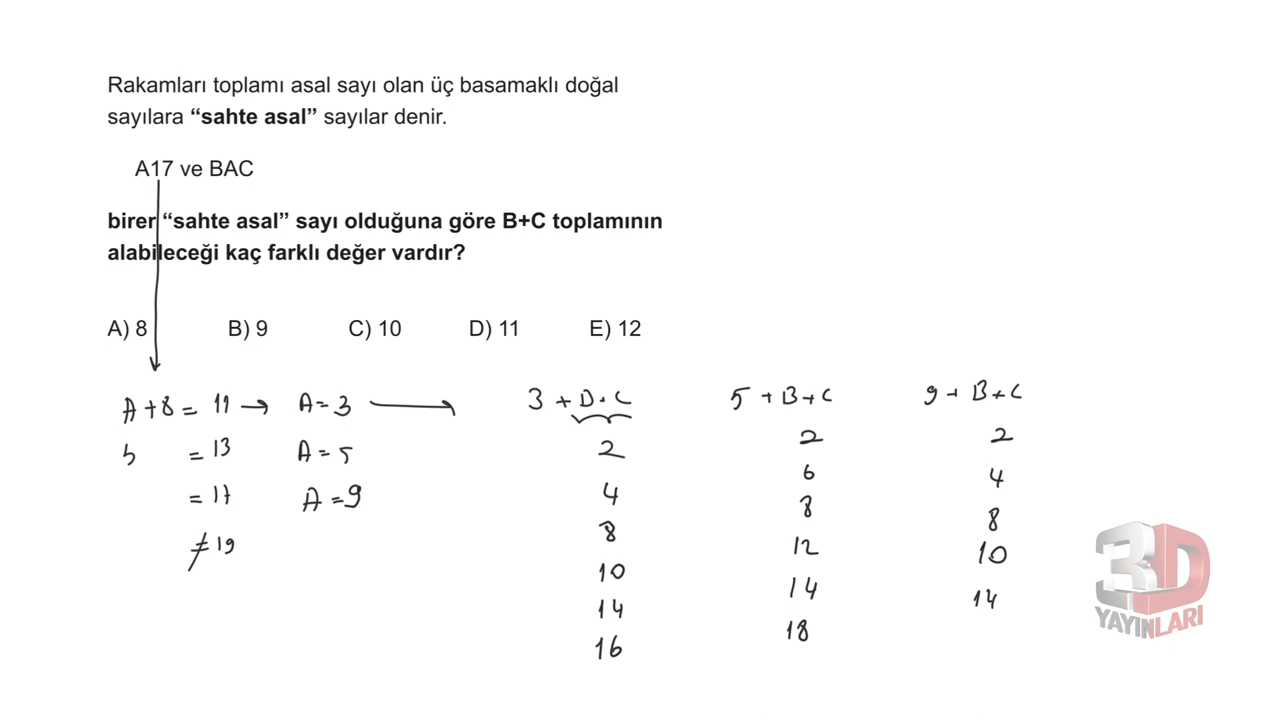 Rakamları toplamı asal sayı olan üç basamaklı doğal
sayılara “sahte asal” sayılar denir.
A17 ve BAC
birer “sahte asal” sayı olduğuna göre B+C toplamının
alabileceği kaç farklı değer vardır?
A) 8 B) 9 C) 10 D) 11 E) 12
A+8 = 11 → A=3 → 3 + B+C 5 + B+C 9 + B+C
= 13 A = 5 2 2 2
= 17 A = 9 4 6 4
≠ 19 8 8 8
10 12 10
14 14 14
16 18
3D
YAYINLARI